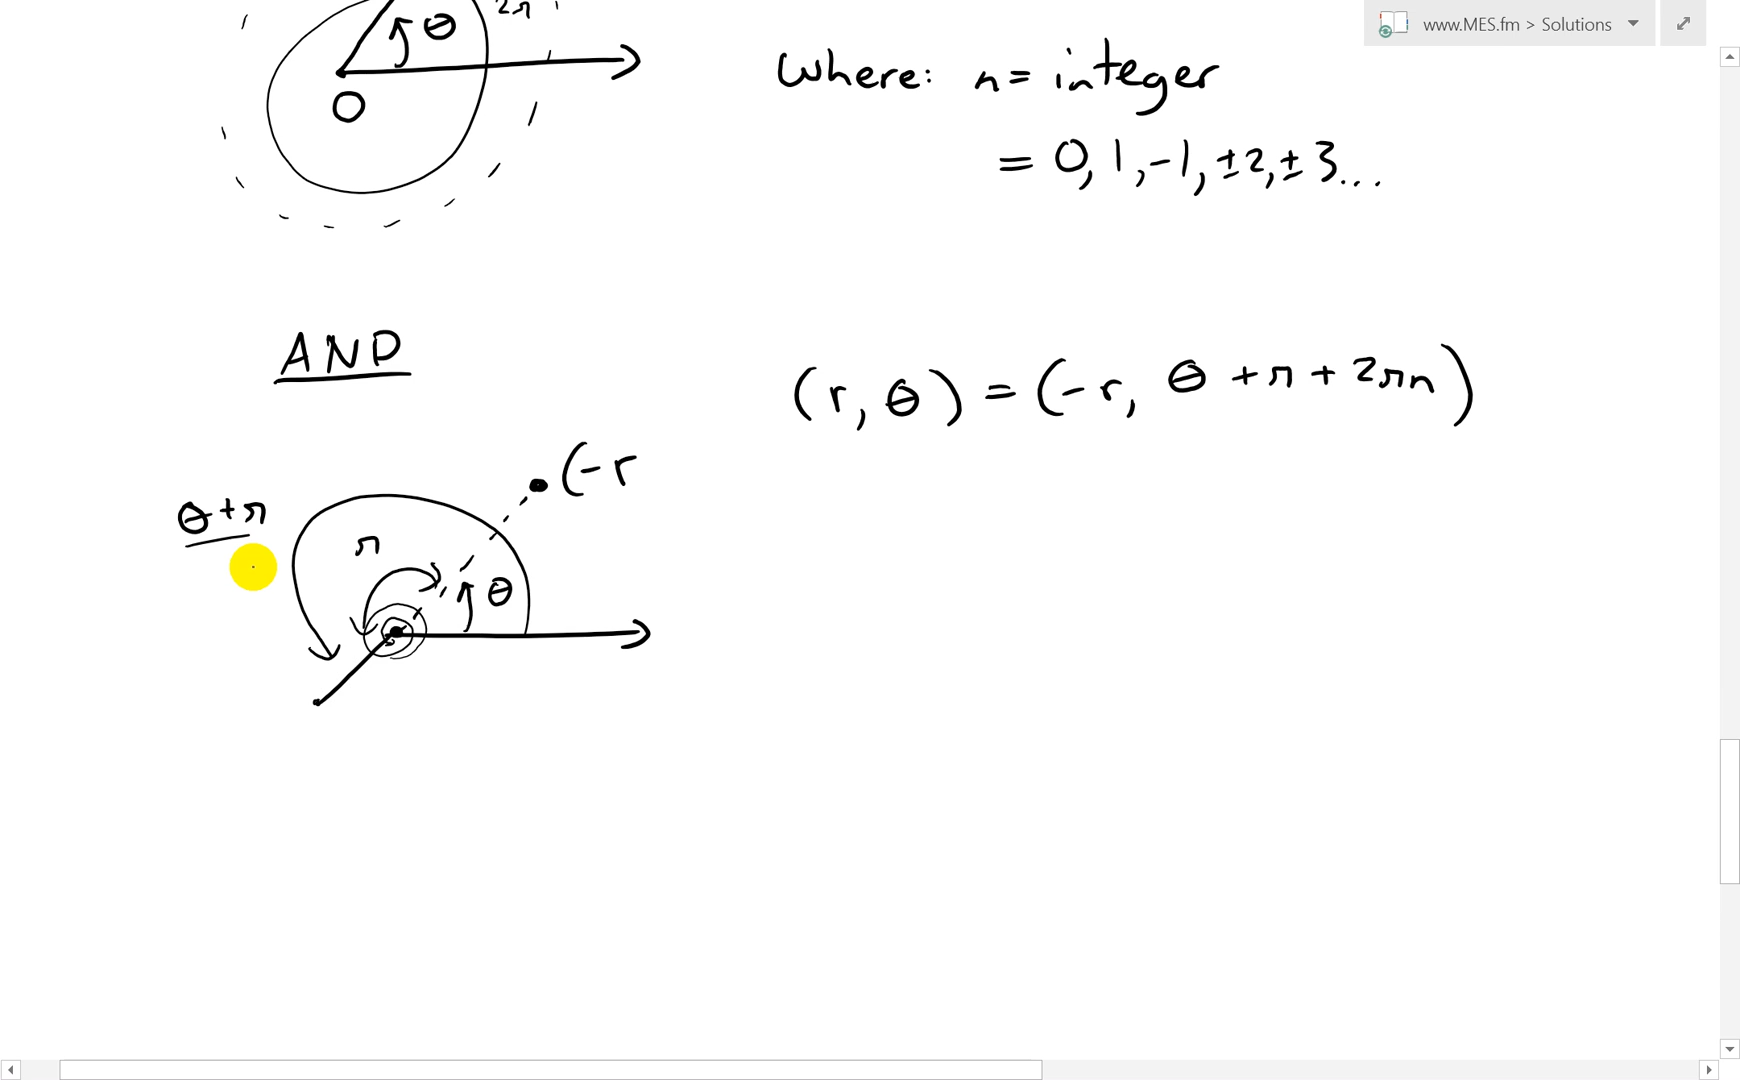 www.MES.fm > Solutions
θ
2π
O
Where: n = integer
= 0, 1, -1, ±2, ±3...
AND
(r, θ) = (-r, θ + π + 2πn)
(-r
θ+π
π
θ